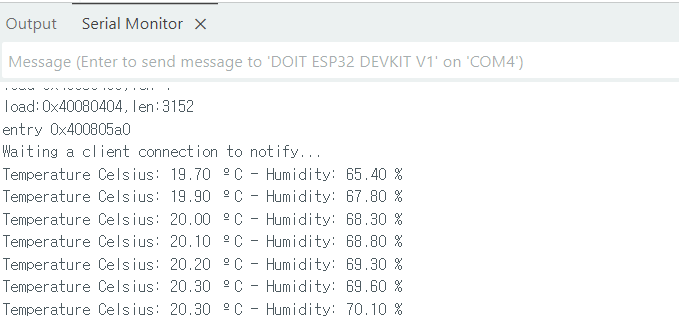 Output Serial Monitor ×
Message (Enter to send message to 'DOIT ESP32 DEVKIT V1' on 'COM4')
load:0x40080404,len:3152
entry 0x400805a0
Waiting a client connection to notify...
Temperature Celsius: 19.70 ºC - Humidity: 65.40 %
Temperature Celsius: 19.90 ºC - Humidity: 67.80 %
Temperature Celsius: 20.00 ºC - Humidity: 68.30 %
Temperature Celsius: 20.10 ºC - Humidity: 68.80 %
Temperature Celsius: 20.20 ºC - Humidity: 69.30 %
Temperature Celsius: 20.30 ºC - Humidity: 69.60 %
Temperature Celsius: 20.30 ºC - Humidity: 70.10 %